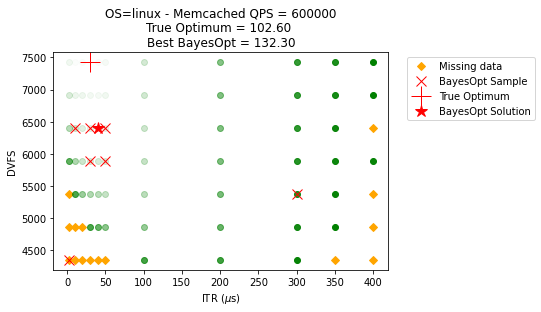 OS=linux - Memcached QPS = 600000
True Optimum = 102.60
Best BayesOpt = 132.30
7500
7000
6500
6000
5500
5000
4500
DVFS
0
50
100
150
200
250
300
350
400
ITR (μs)
Missing data
BayesOpt Sample
True Optimum
BayesOpt Solution